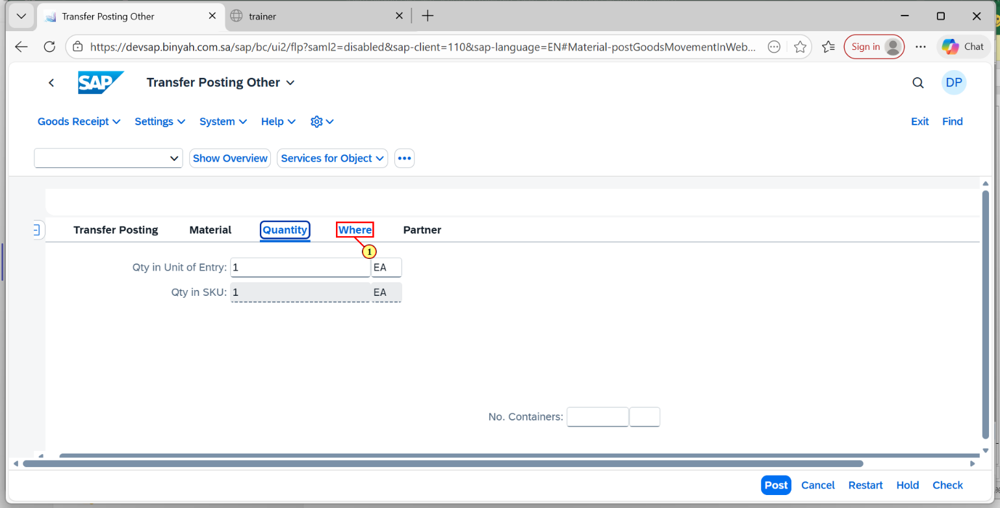 Transfer Posting Other
trainer
https://devsap.binyah.com.sa/sap/bc/ui2/flp?saml2=disabled&sap-client=110&sap-language=EN#Material-postGoodsMovementInWeb...
Sign in
Chat
SAP
Transfer Posting Other
DP
Goods Receipt
Settings
System
Help
Exit
Find
Show Overview
Services for Object
Transfer Posting
Material
Quantity
Where
Partner
1
Qty in Unit of Entry:
1
EA
Qty in SKU:
1
EA
No. Containers:
Post
Cancel
Restart
Hold
Check